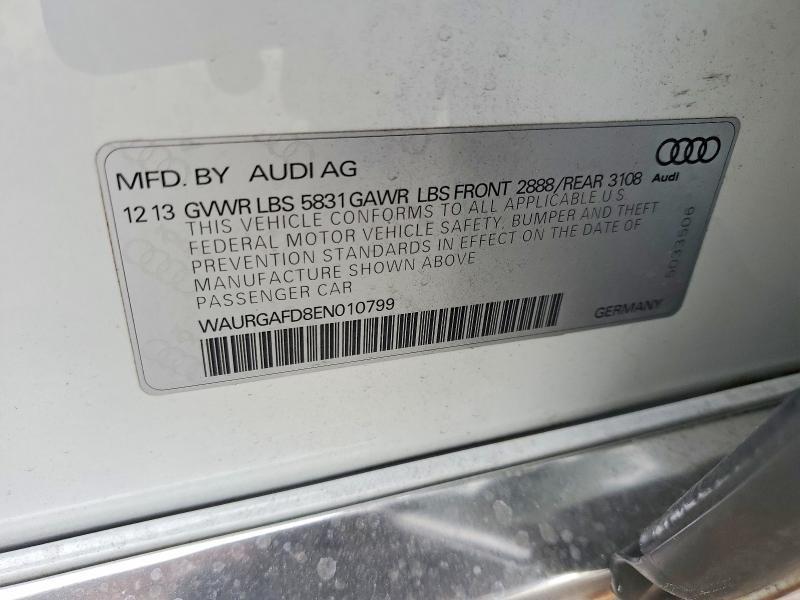 MFD. BY AUDI AG
Audi
12 13 GVWR LBS 5831 GAWR LBS FRONT 2888/REAR 3108
THIS VEHICLE CONFORMS TO ALL APPLICABLE U S
FEDERAL MOTOR VEHICLE SAFETY, BUMPER AND THEFT
PREVENTION STANDARDS IN EFFECT ON THE DATE OF
MANUFACTURE SHOWN ABOVE
PASSENGER CAR
WAURGAFD8EN010799
GERMANY
5033506